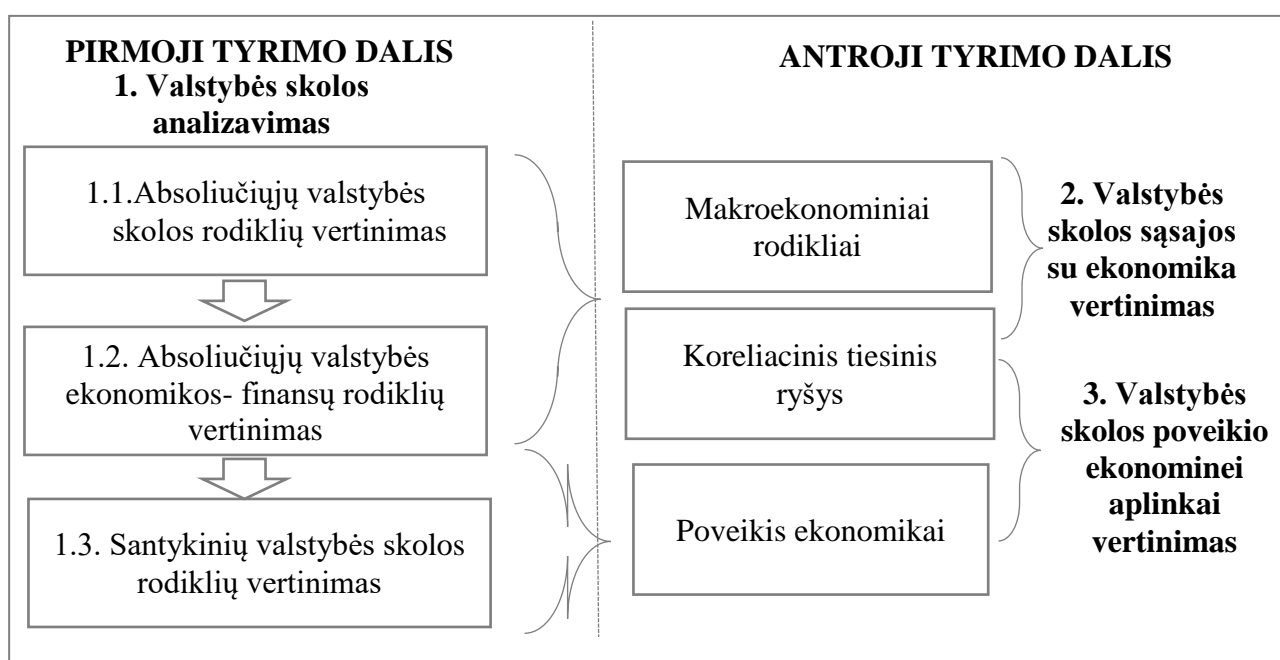 PIRMOJI TYRIMO DALIS
1. Valstybės skolos
analizavimas
1.1.Absoliučiųjų valstybės
skolos rodiklių vertinimas
1.2. Absoliučiųjų valstybės
ekonomikos- finansų rodiklių
vertinimas
1.3. Santykinių valstybės skolos
rodiklių vertinimas
ANTROJI TYRIMO DALIS
Makroekonominiai
rodikliai
Koreliacinis tiesinis
ryšys
Poveikis ekonomikai
2. Valstybės
skolos sąsajos
su ekonomika
vertinimas
3. Valstybės
skolos poveikio
ekonominei
aplinkai
vertinimas